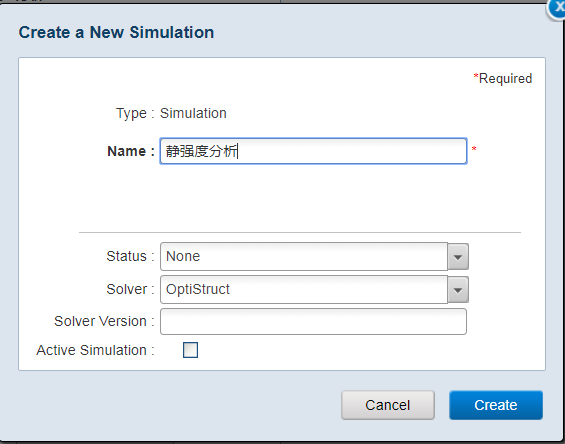 Create a New Simulation
*Required
Type : Simulation
Name : 静强度分析 *
Status : None
Solver : OptiStruct
Solver Version :
Active Simulation :
Cancel Create